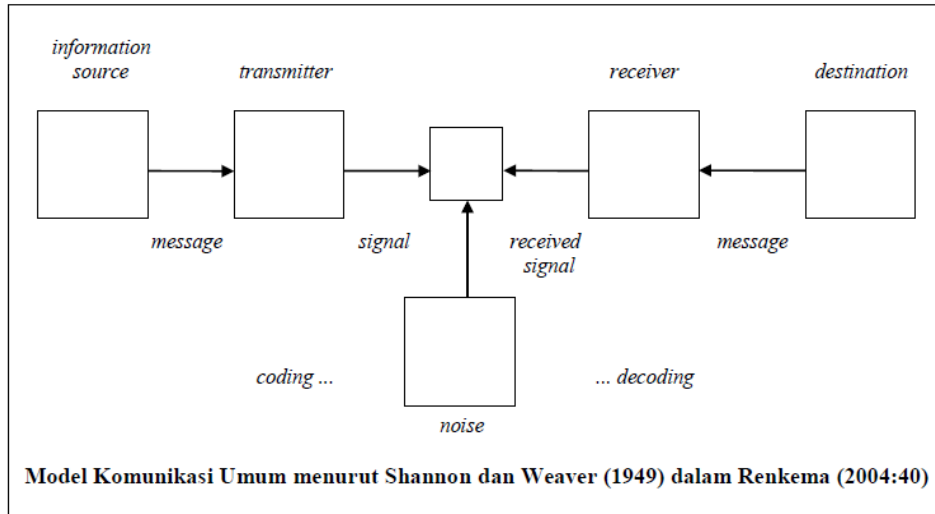 information
source
transmitter
receiver
destination
message
signal
received
signal
message
coding ...
... decoding
noise
Model Komunikasi Umum menurut Shannon dan Weaver (1949) dalam Renkema (2004:40)